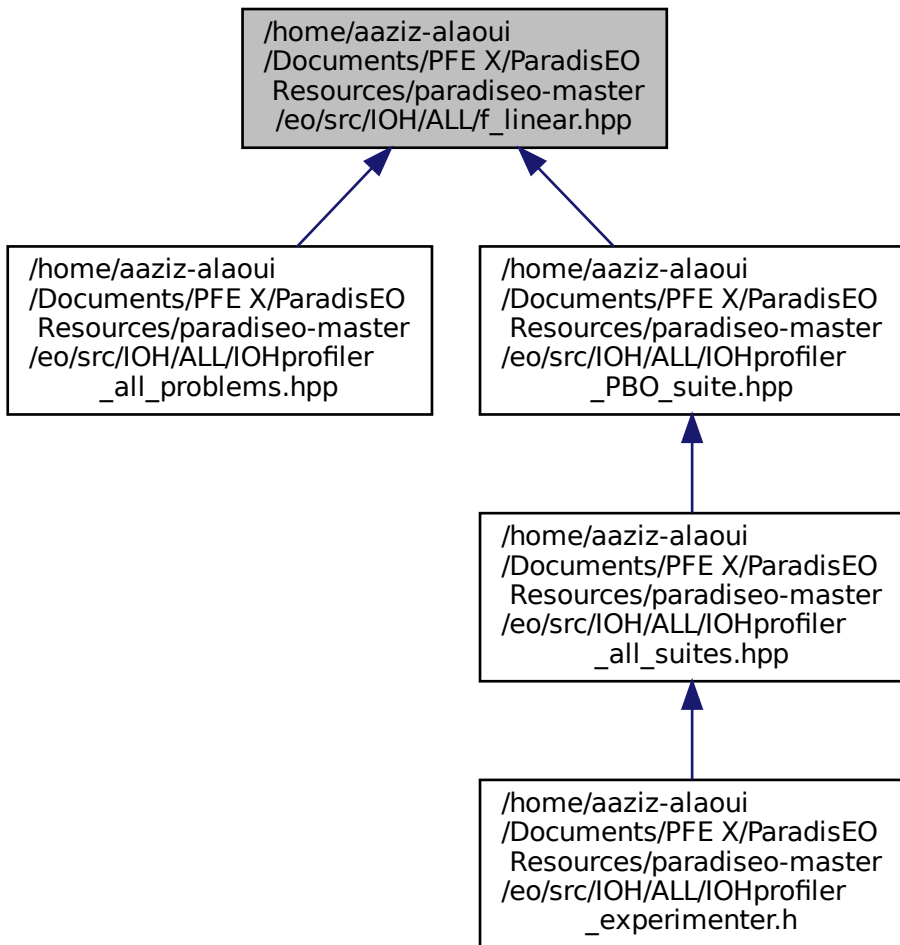 /home/aaziz-alaoui
/Documents/PFE X/ParadisEO
Resources/paradiseo-master
/eo/src/IOH/ALL/f_linear.hpp
/home/aaziz-alaoui
/Documents/PFE X/ParadisEO
Resources/paradiseo-master
/eo/src/IOH/ALL/IOHprofiler
_all_problems.hpp
/home/aaziz-alaoui
/Documents/PFE X/ParadisEO
Resources/paradiseo-master
/eo/src/IOH/ALL/IOHprofiler
_PBO_suite.hpp
/home/aaziz-alaoui
/Documents/PFE X/ParadisEO
Resources/paradiseo-master
/eo/src/IOH/ALL/IOHprofiler
_all_suites.hpp
/home/aaziz-alaoui
/Documents/PFE X/ParadisEO
Resources/paradiseo-master
/eo/src/IOH/ALL/IOHprofiler
_experimenter.h